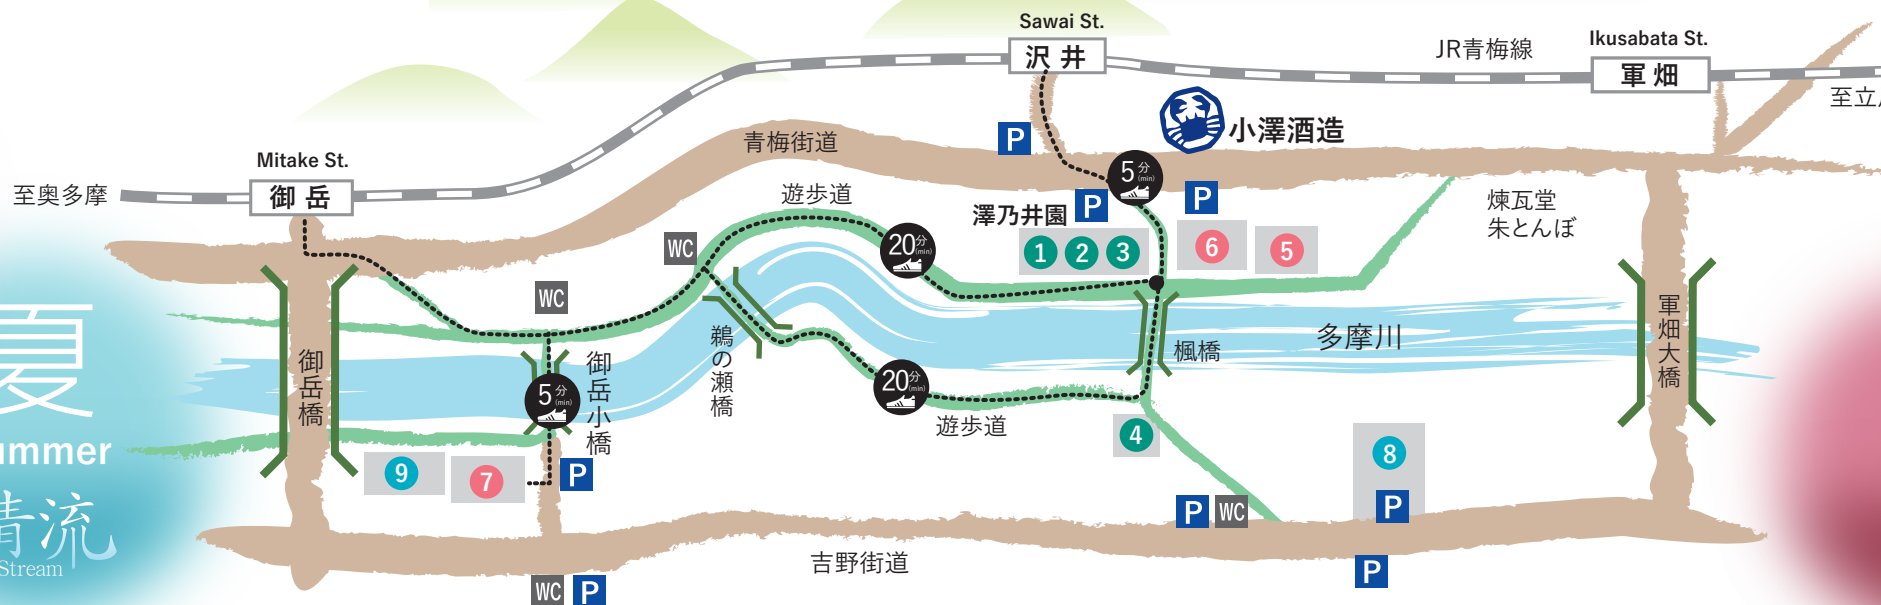 Sawai St.
沢井
JR青梅線
Ikusabata St.
軍畑
至立
小澤酒造
P
青梅街道
Mitake St.
御岳
至奥多摩
5分
(min)
P
P
遊歩道
澤乃井園
煉瓦堂
朱とんぼ
WC
20分
(min)
1
2
3
6
5
WC
夏
ummer
清流
Stream
御岳橋
御岳小橋
鵜の瀬橋
楓橋
多摩川
軍畑大橋
5分
(min)
20分
(min)
遊歩道
4
8
9
7
P
P
WC
P
吉野街道
P
WC
P